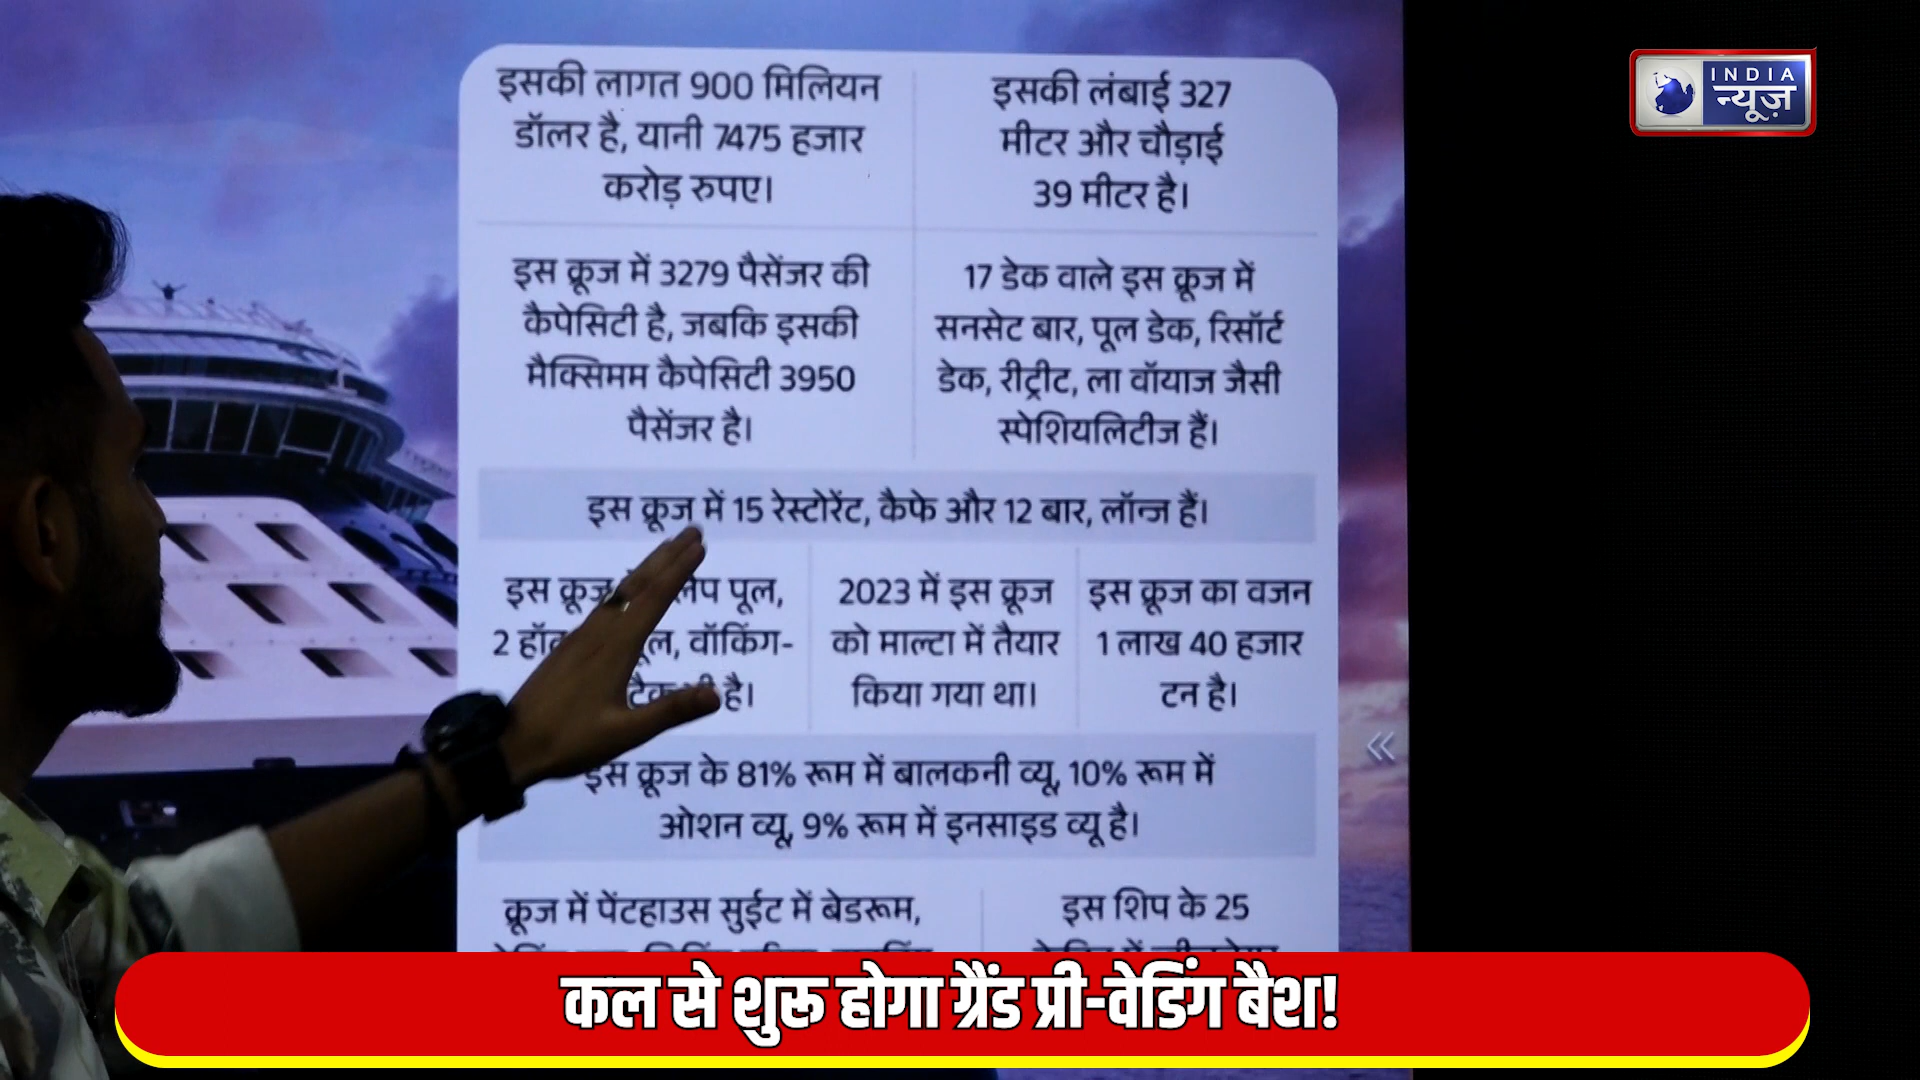 INDIA
न्यूज़
इसकी लागत 900 मिलियन
डॉलर है, यानी 7475 हजार
करोड़ रुपए।
इसकी लंबाई 327
मीटर और चौड़ाई
39 मीटर है।
इस क्रूज में 3279 पैसेंजर की
कैपेसिटी है, जबकि इसकी
मैक्सिमम कैपेसिटी 3950
पैसेंजर है।
17 डेक वाले इस क्रूज में
सनसेट बार, पूल डेक, रिसॉर्ट
डेक, रीट्रीट, ला वॉयाज जैसी
स्पेशियलिटीज हैं।
इस क्रूज में 15 रेस्टोरेंट, कैफे और 12 बार, लॉन्ज हैं।
इस क्रूज पूल,
2 वॉकिंग-
है।
2023 में इस क्रूज
को माल्टा में तैयार
किया गया था।
इस क्रूज का वजन
1 लाख 40 हजार
टन है।
इस क्रूज के 81% रूम में बालकनी व्यू, 10% रूम में
ओशन व्यू, 9% रूम में इनसाइड व्यू है।
क्रूज में पेंटहाउस सुईट में बेडरूम,
इस शिप के 25
कल से शुरू होगा ग्रैंड प्री-वेडिंग बैश!